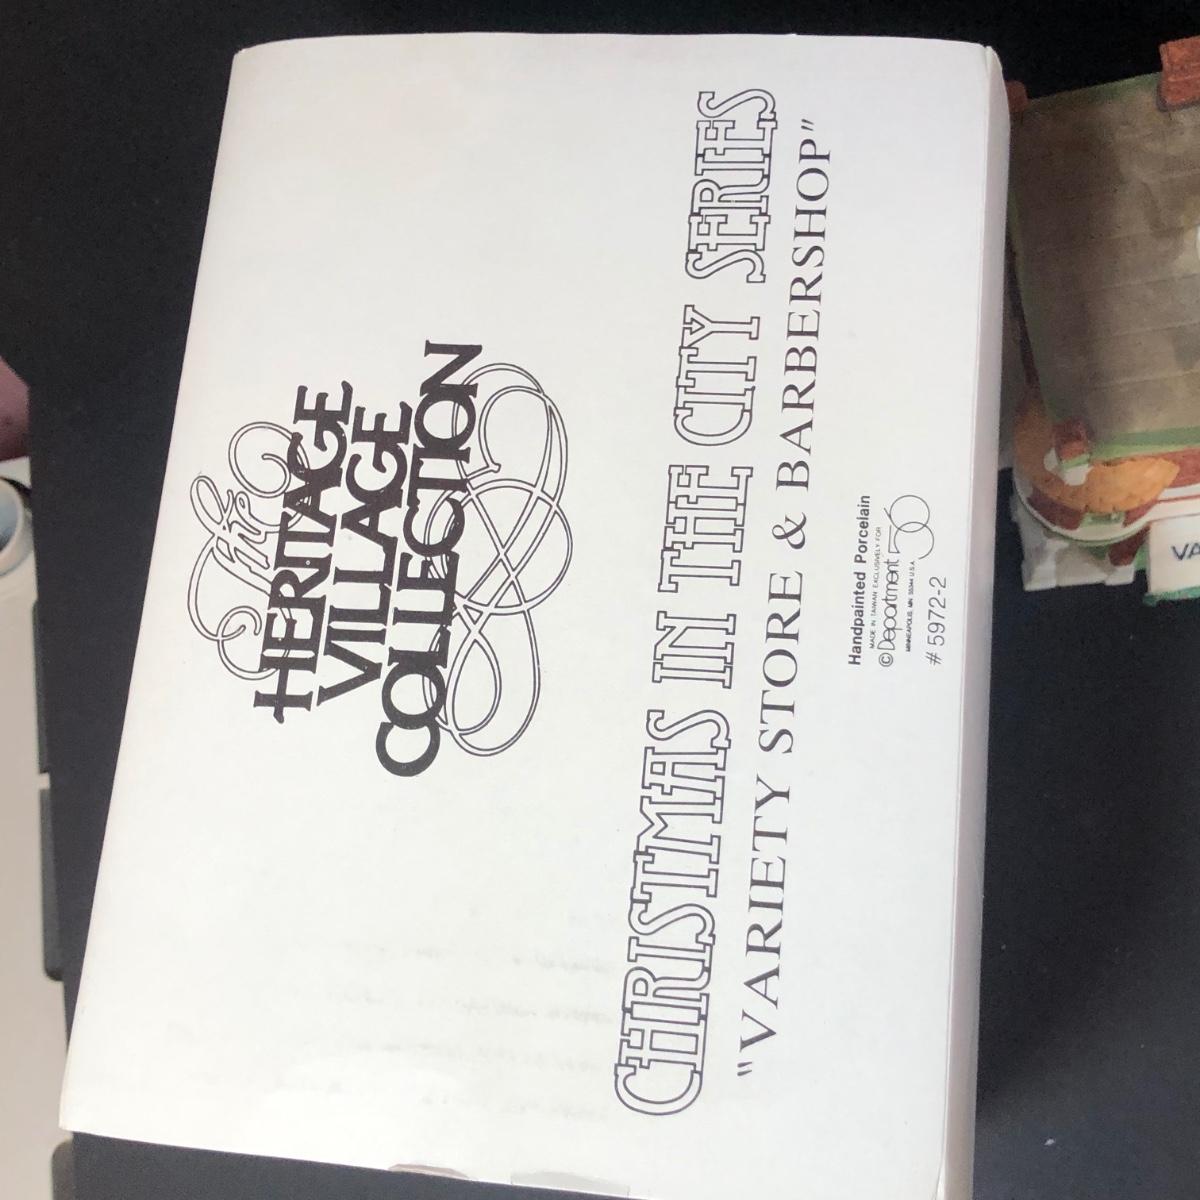 The
HERITAGE
VILLAGE
COLLECTION
CHRISTMAS IN THE CITY SERIES
"VARIETY STORE & BARBERSHOP"
Handpainted Porcelain
MADE IN TAIWAN EXCLUSIVELY FOR
© Department 56
MINNEAPOLIS, MN 55344 U.S.A.
# 5972-2
VA